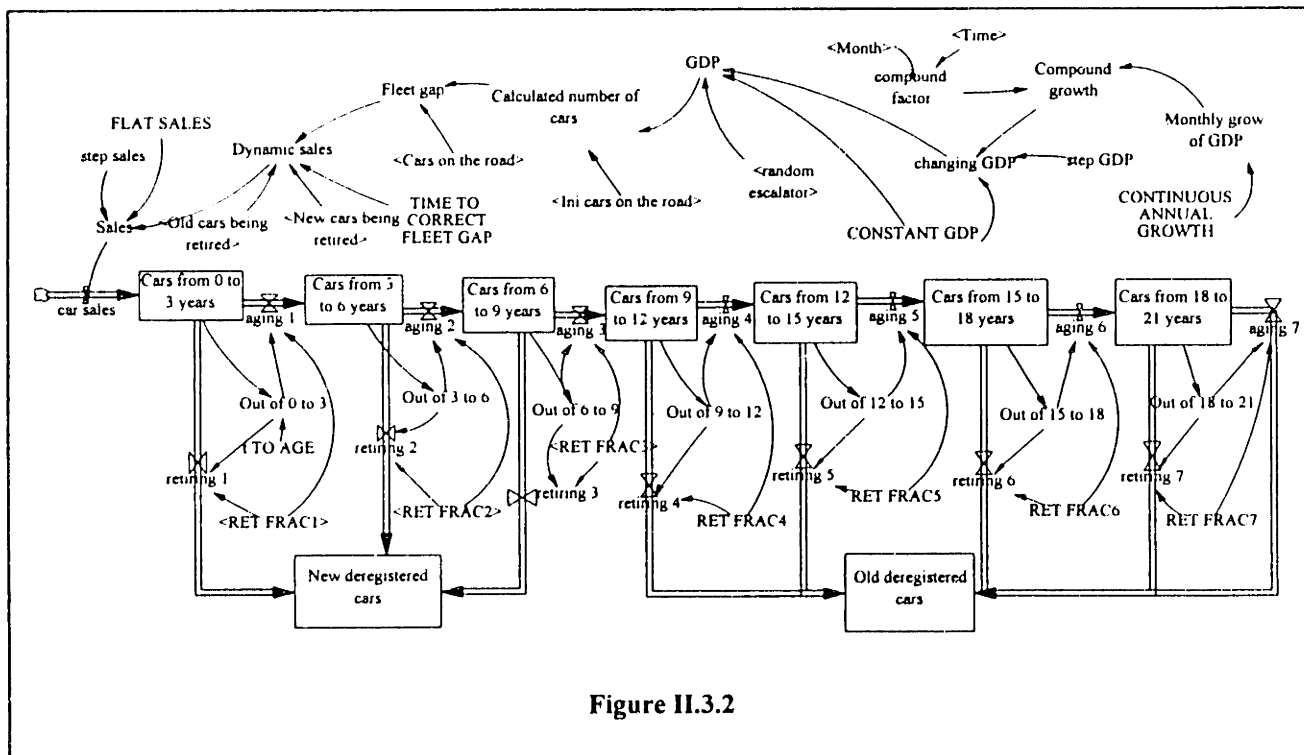 <Time>
<Month>
GDP
compound
factor
Compound
growth
Fleet gap
Calculated number of
cars
FLAT SALES
Monthly grow
of GDP
step sales
Dynamic sales
<Cars on the road>
changing GDP
step GDP
<random
escalator>
<Ini cars on the road>
CONTINUOUS
ANNUAL
GROWTH
Sales
<Old cars being
retired>
<New cars being
retired>
TIME TO
CORRECT
FLEET GAP
CONSTANT GDP
car sales
Cars from 0 to
3 years
aging 1
Cars from 3
to 6 years
aging 2
Cars from 6
to 9 years
aging 3
Cars from 9
to 12 years
aging 4
Cars from 12
to 15 years
aging 5
Cars from 15 to
18 years
aging 6
Cars from 18 to
21 years
aging 7
Out of 0 to 3
Out of 3 to 6
Out of 6 to 9
Out of 9 to 12
Out of 12 to 15
Out of 15 to 18
Out of 18 to 21
t TO AGE
retiring 1
retiring 2
<RET FRAC3>
retiring 3
retiring 4
retiring 5
retiring 6
retiring 7
<RET FRAC1>
<RET FRAC2>
RET FRAC4
RET FRAC5
RET FRAC6
RET FRAC7
New deregistered
cars
Old deregistered
cars
Figure II.3.2